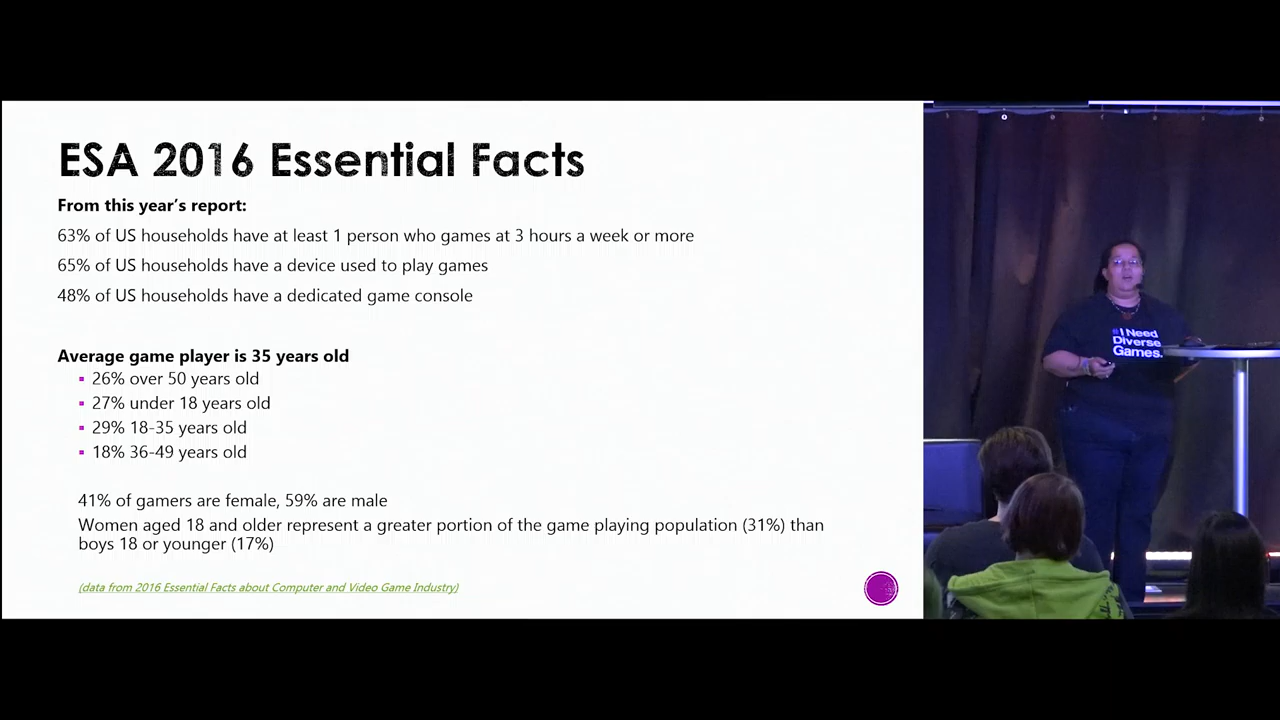 ESA 2016 Essential Facts
From this year's report:
63% of US households have at least 1 person who games at 3 hours a week or more
65% of US households have a device used to play games
48% of US households have a dedicated game console
Average game player is 35 years old
26% over 50 years old
27% under 18 years old
29% 18-35 years old
18% 36-49 years old
41% of gamers are female, 59% are male
Women aged 18 and older represent a greater portion of the game playing population (31%) than
boys 18 or younger (17%)
(data from 2016 Essential Facts about Computer and Video Game Industry)
#I Need
Diverse
Games.